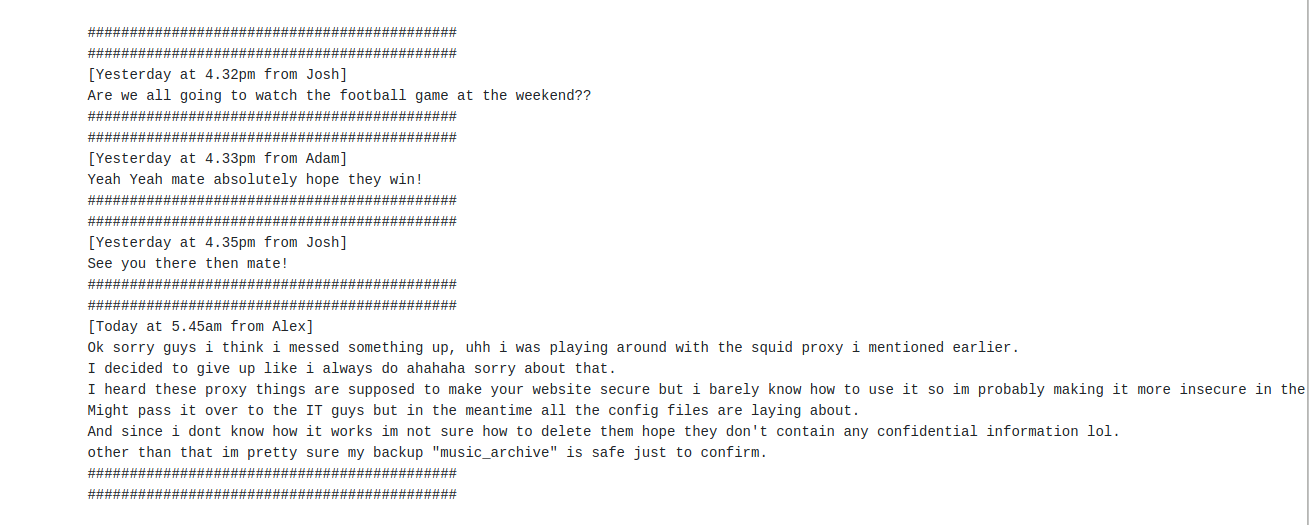 ############################################
############################################
[Yesterday at 4.32pm from Josh]
Are we all going to watch the football game at the weekend??
############################################
############################################
[Yesterday at 4.33pm from Adam]
Yeah Yeah mate absolutely hope they win!
############################################
############################################
[Yesterday at 4.35pm from Josh]
See you there then mate!
############################################
############################################
[Today at 5.45am from Alex]
Ok sorry guys i think i messed something up, uhh i was playing around with the squid proxy i mentioned earlier.
I decided to give up like i always do ahahaha sorry about that.
I heard these proxy things are supposed to make your website secure but i barely know how to use it so im probably making it more insecure in the
Might pass it over to the IT guys but in the meantime all the config files are laying about.
And since i dont know how it works im not sure how to delete them hope they don't contain any confidential information lol.
other than that im pretty sure my backup "music_archive" is safe just to confirm.
############################################
############################################